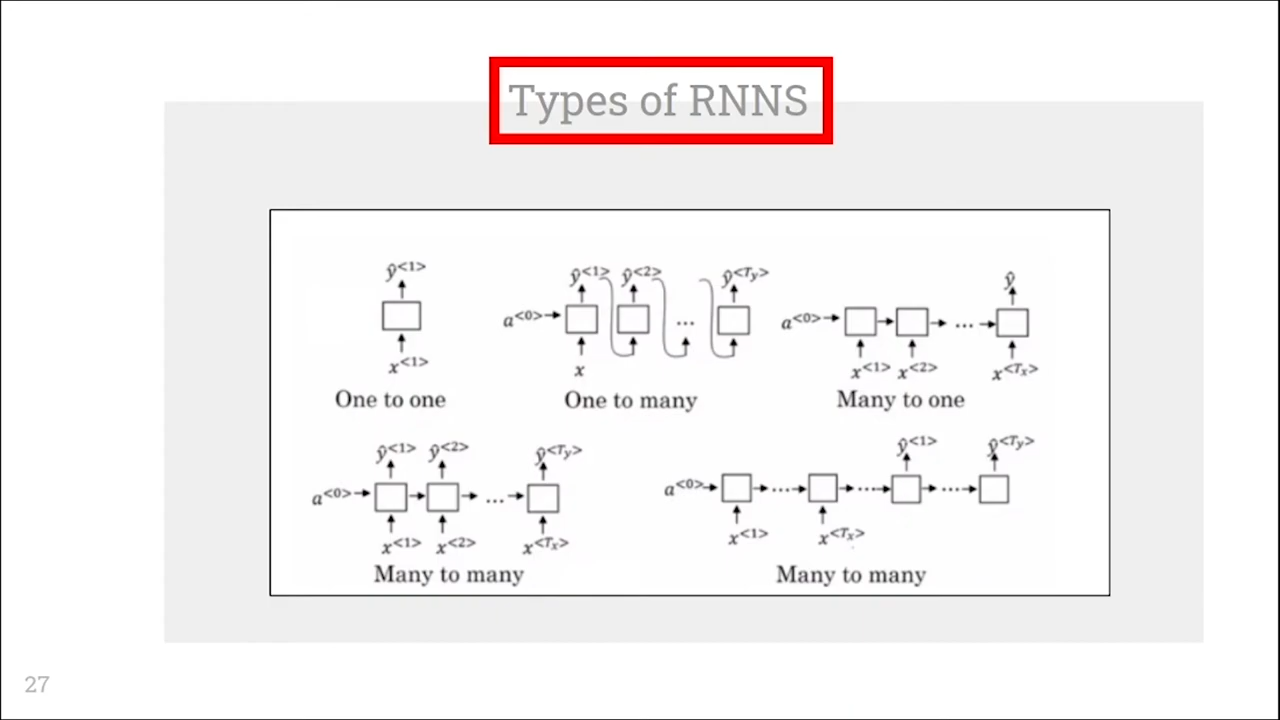 Types of RNNS
ŷ<1>
x<1>
One to one
ŷ<1> ŷ<2> ŷ<Ty>
a<0>
...
x
One to many
ŷ
a<0>
...
x<1> x<2> x<Tx>
Many to one
ŷ<1> ŷ<2> ŷ<Ty>
a<0>
...
x<1> x<2> x<Tx>
Many to many
ŷ<1> ŷ<Ty>
a<0>
... ... ...
x<1> x<Tx>
Many to many
27